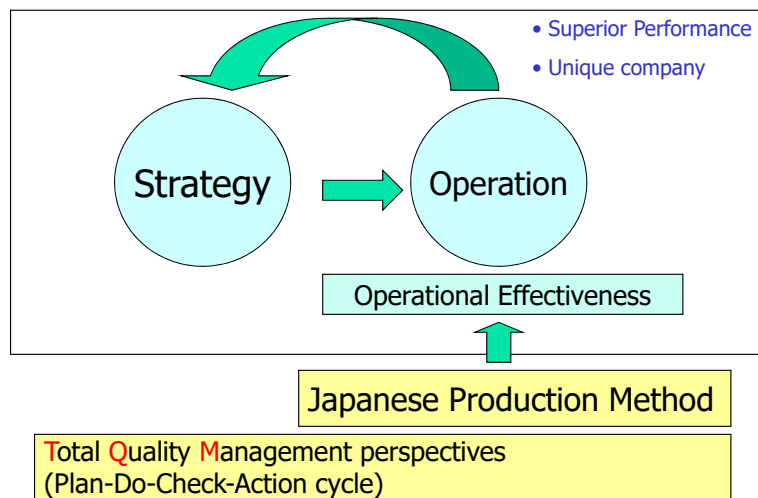 • Superior Performance
• Unique company
Strategy
Operation
Operational Effectiveness
Japanese Production Method
Total Quality Management perspectives
(Plan-Do-Check-Action cycle)